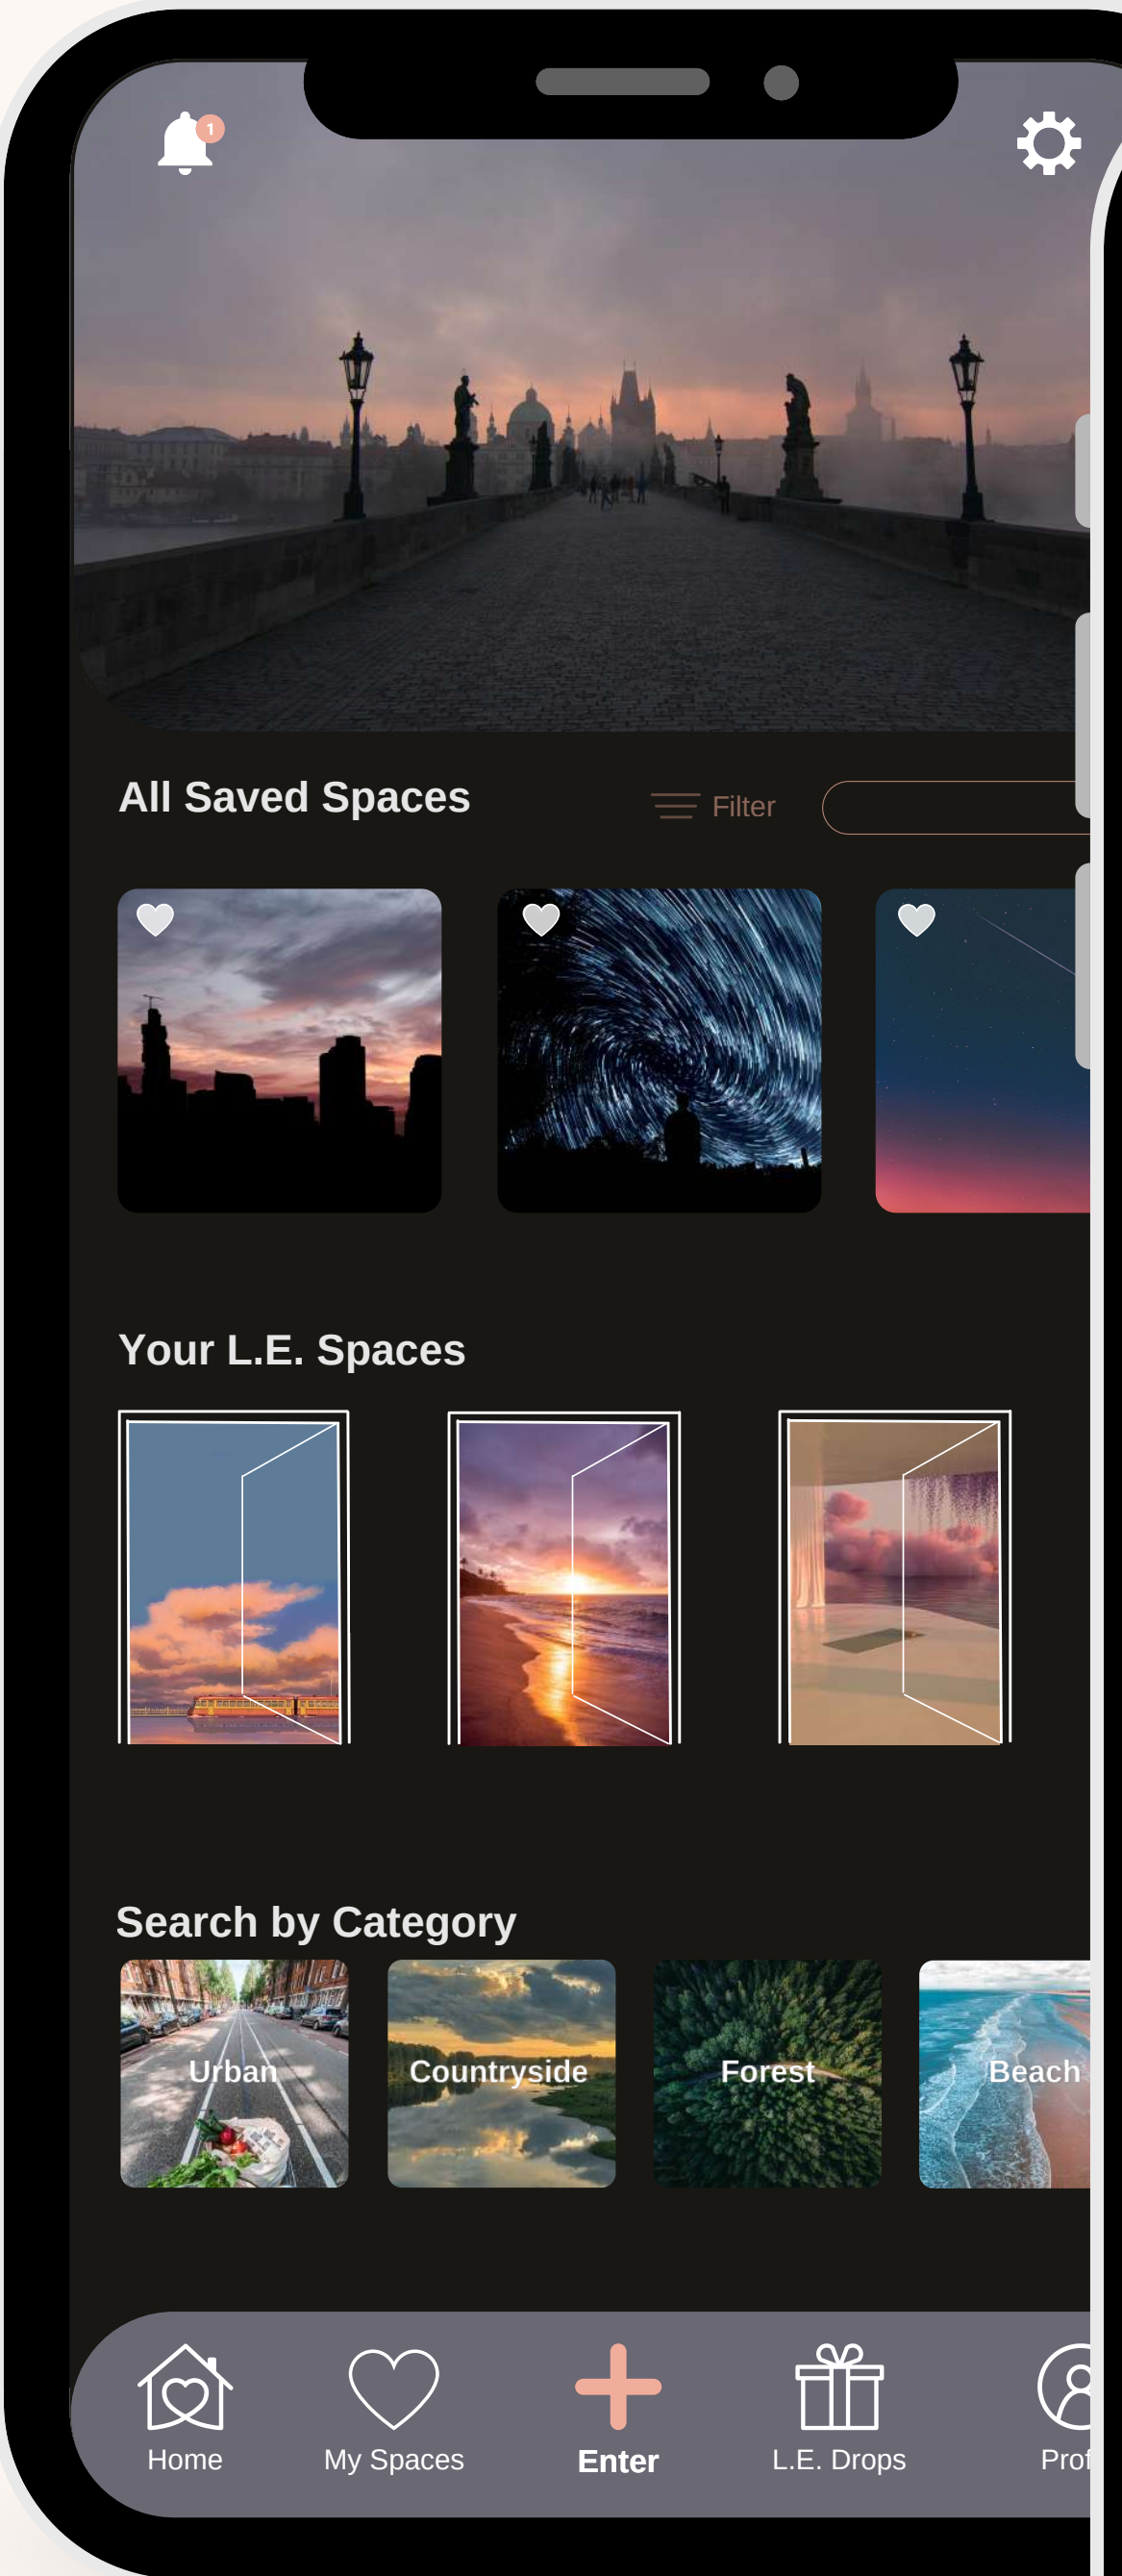 1
All Saved Spaces
Filter
Your L.E. Spaces
Search by Category
Urban
Countryside
Forest
Beach
Home
My Spaces
Enter
L.E. Drops
Prof